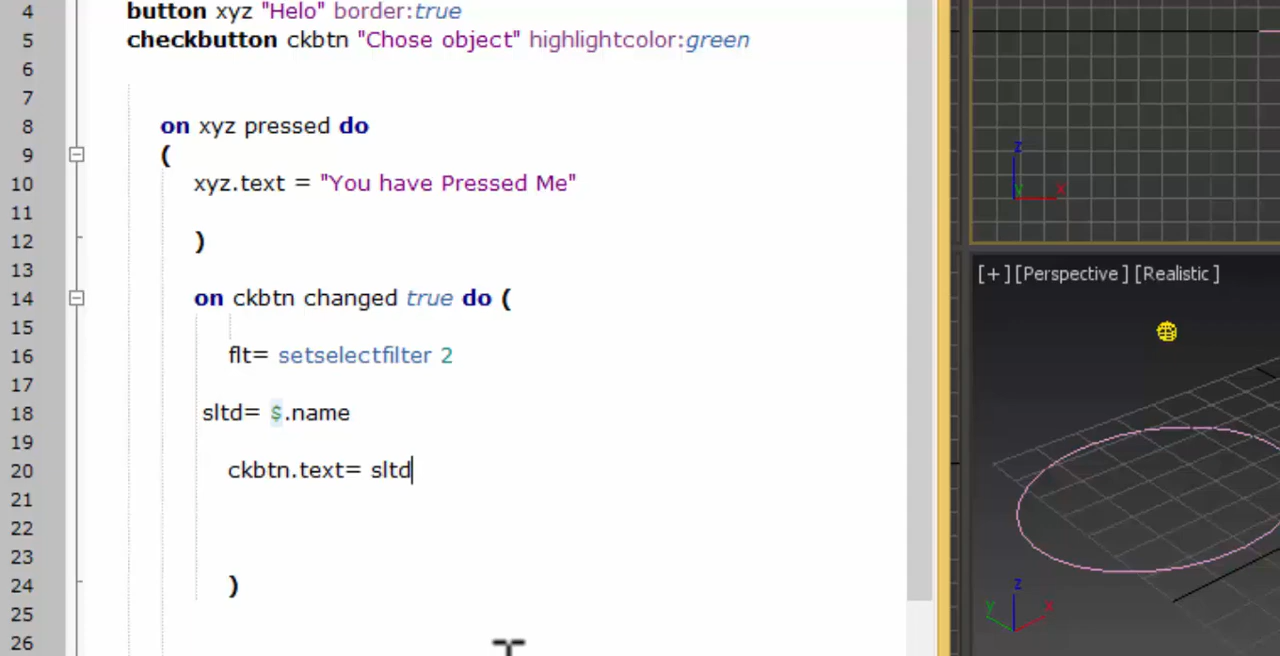 4 button xyz "Helo" border:true
5 checkbutton ckbtn "Chose object" highlightcolor:green
6
7
8 on xyz pressed do
9 (
10 xyz.text = "You have Pressed Me"
11
12 )
13
14 on ckbtn changed true do (
15
16 flt= setselectfilter 2
17
18 sltd= $.name
19
20 ckbtn.text= sltd
21
22
23
24 )
25
26
z
y x
[+] [Perspective ] [Realistic ]
z
y x